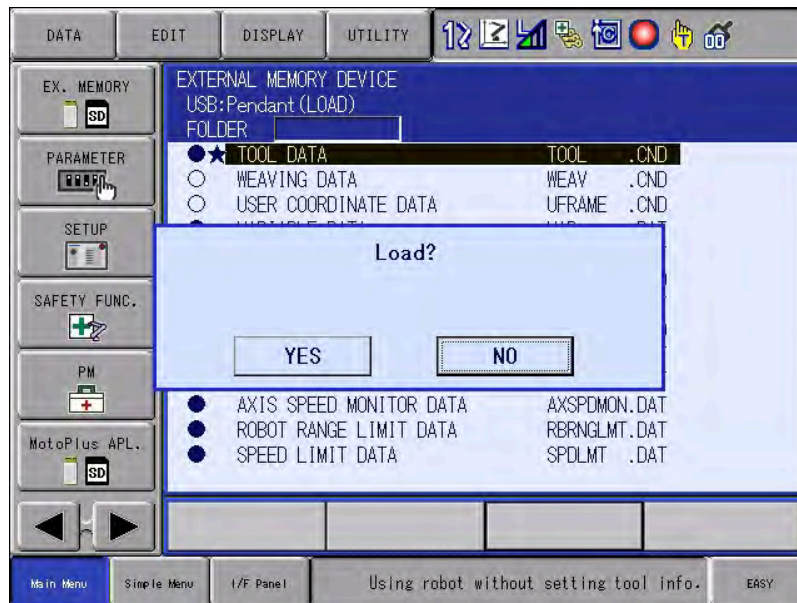 DATA
EDIT
DISPLAY
UTILITY
EX. MEMORY
SD
PARAMETER
SETUP
SAFETY FUNC.
PM
MotoPlus APL.
SD
EXTERNAL MEMORY DEVICE
USB:Pendant(LOAD)
FOLDER
TOOL DATA TOOL .CND
WEAVING DATA WEAV .CND
USER COORDINATE DATA UFRAME .CND
Load?
YES
NO
AXIS SPEED MONITOR DATA AXSPDMON.DAT
ROBOT RANGE LIMIT DATA RBRNGLMT.DAT
SPEED LIMIT DATA SPDLMT .DAT
Main Menu
Simple Menu
I/F Panel
Using robot without setting tool info.
EASY